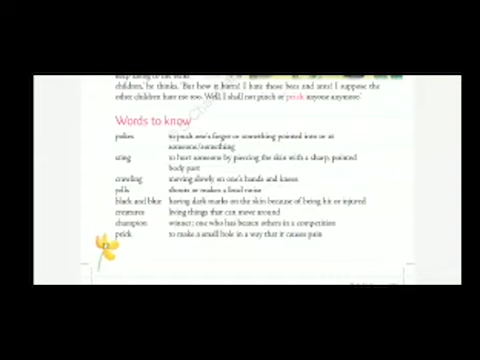 children,' he thinks. 'But how it hurts! I hate those bees and ants! I suppose the
other children hate me too. Well, I shall not pinch or prick anyone anymore.'
Words to know
pokes to push one's finger or something pointed into or at
someone/something
sting to hurt someone by piercing the skin with a sharp, pointed
body part
crawling moving slowly on one's hands and knees
yells shouts or makes a loud noise
black and blue having dark marks on the skin because of being hit or injured
creatures living things that can move around
champion winner; one who has beaten others in a competition
prick to make a small hole in a way that it causes pain